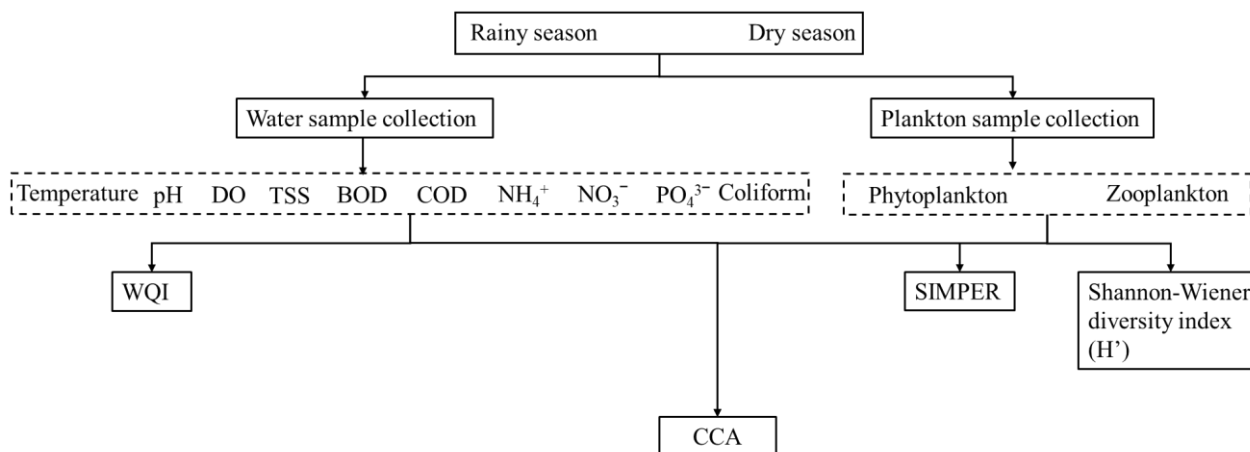 Rainy season Dry season
Water sample collection Plankton sample collection
Temperature pH DO TSS BOD COD NH₄⁺ NO₃⁻ PO₄³⁻ Coliform
Phytoplankton Zooplankton
WQI
SIMPER
Shannon-Wiener
diversity index
(H’)
CCA